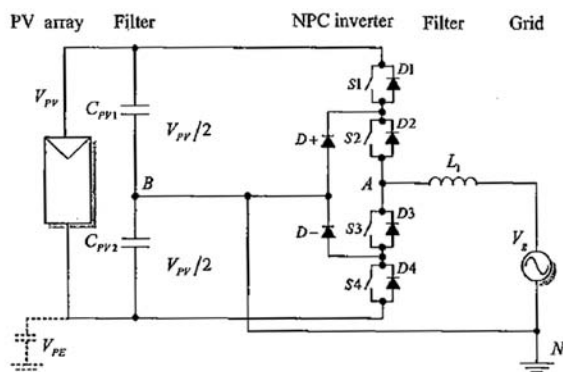 PV array Filter NPC inverter Filter Grid
S1 D1
V_PV
C_PV1
V_PV/2
D+
S2 D2
B
A
L_1
D−
S3 D3
C_PV2
V_PV/2
S4 D4
V_g
V_PE
N